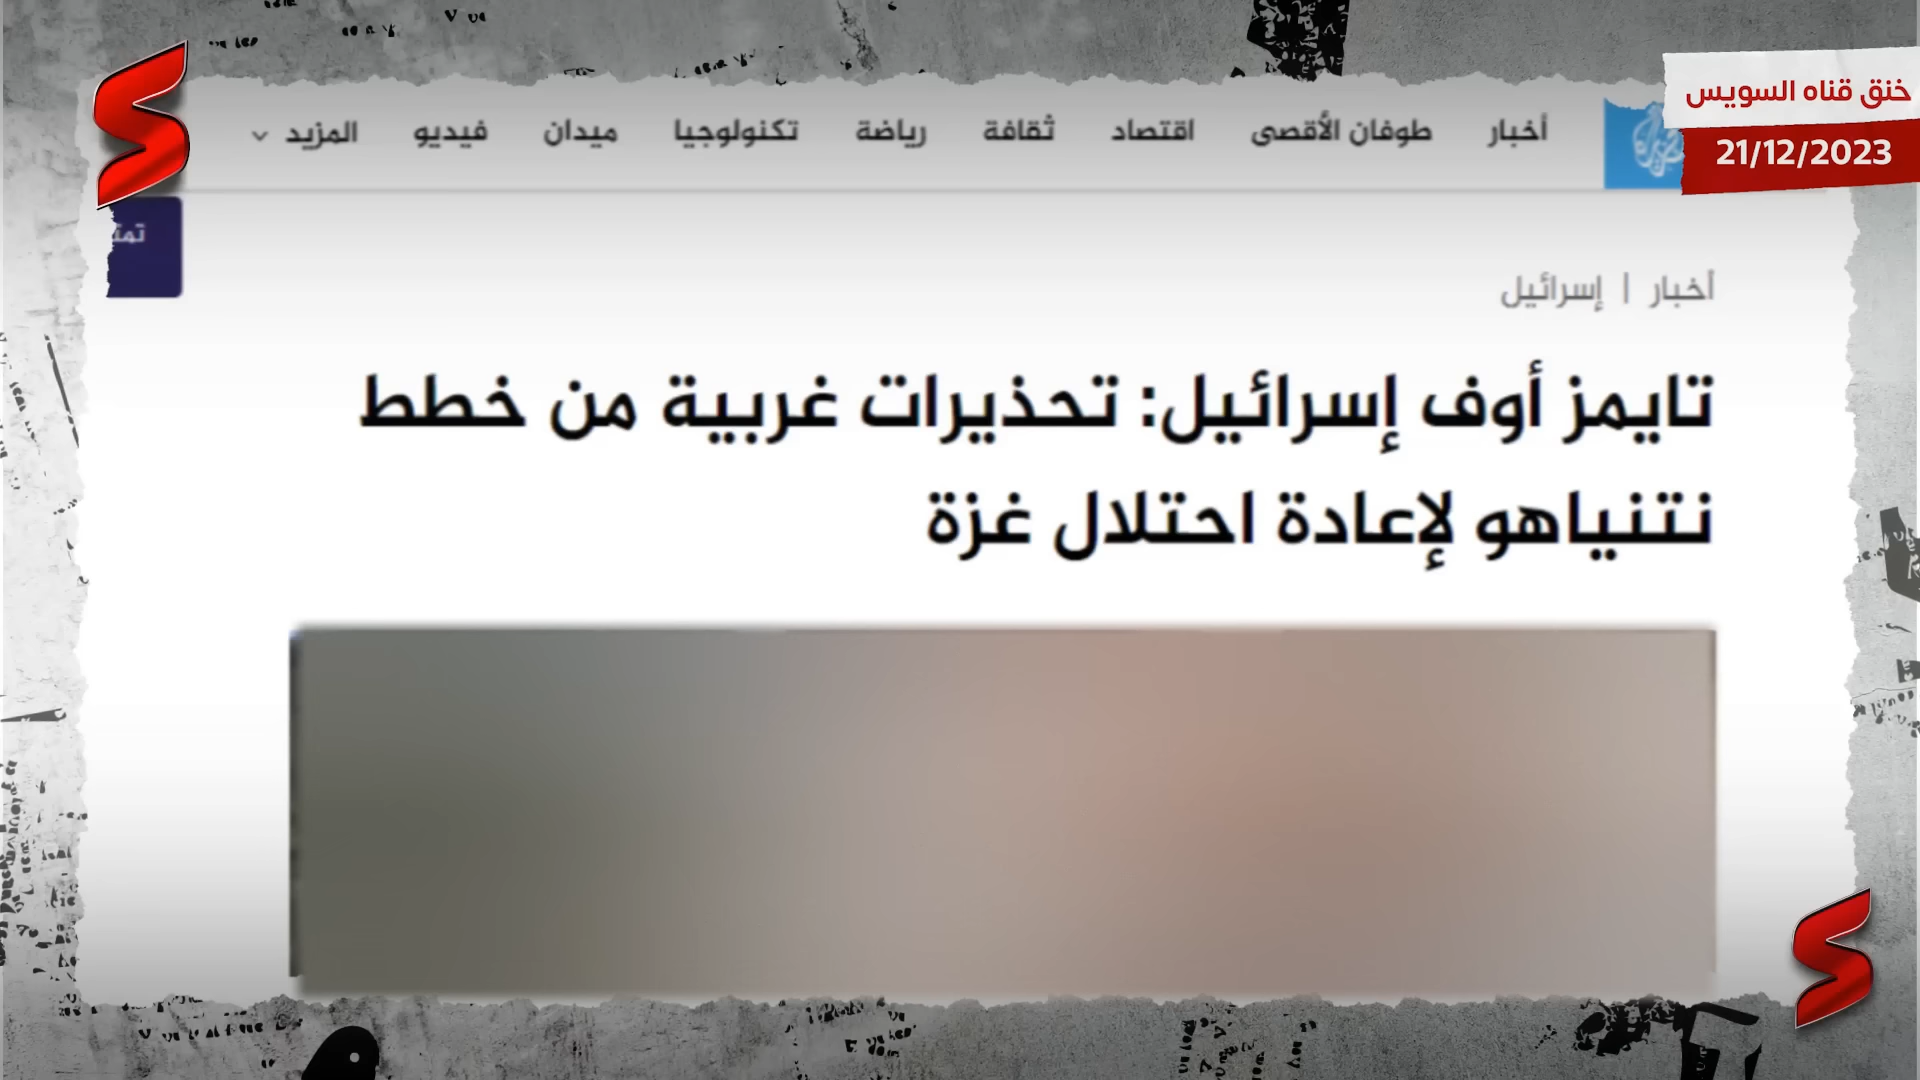 خنق قناه السويس
21/12/2023
أخبار طوفان الأقصى اقتصاد ثقافة رياضة تكنولوجيا ميدان فيديو المزيد
أخبار | إسرائيل
تايمز أوف إسرائيل: تحذيرات غربية من خطط
نتنياهو لإعادة احتلال غزة